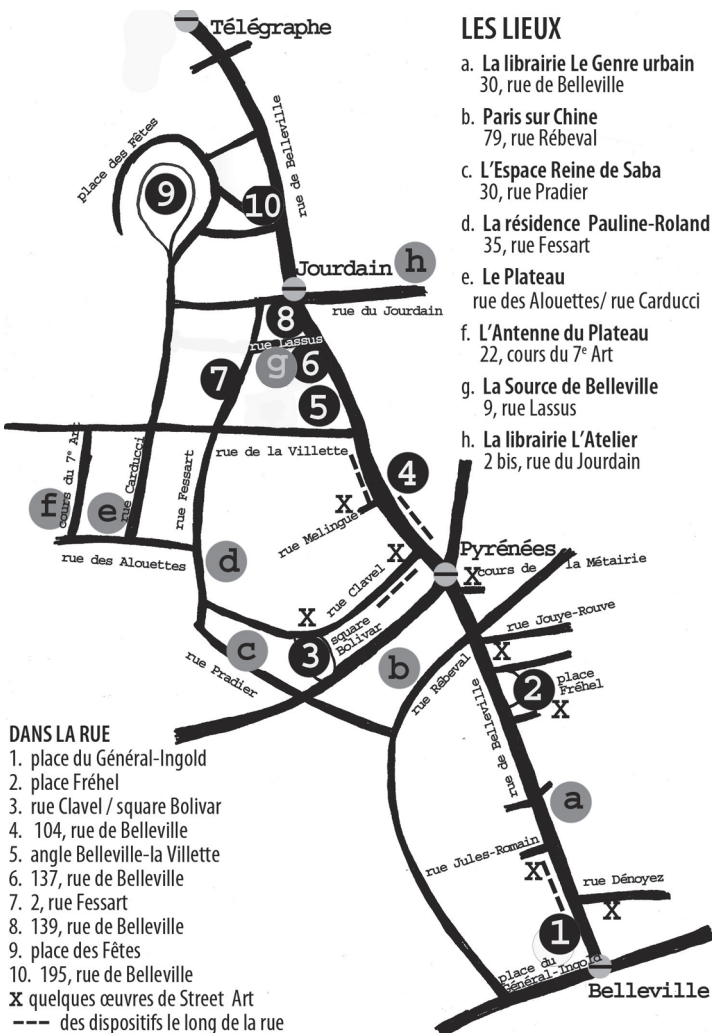 Télégraphe
place des Fêtes
rue de Belleville
9
10
Jourdain
h
rue du Jourdain
8
rue Lassus
g
6
7
5
rue de la Villette
cours du 7e Art
f
rue Carducci
e
rue Fessart
rue des Alouettes
d
4
X
rue Melingue
X
rue Clavel
Pyrénées
X
cours de la Métairie
X
square
Bolivar
3
c
b
rue Pradier
rue Rébeval
rue Jouye-Rouve
X
place
Fréhel
2
X
rue de Belleville
a
rue Jules-Romain
X
rue Dénoyez
X
1
place du
Général-Ingold
Belleville
LES LIEUX
a. La librairie Le Genre urbain
30, rue de Belleville
b. Paris sur Chine
79, rue Rébeval
c. L'Espace Reine de Saba
30, rue Pradier
d. La résidence Pauline-Roland
35, rue Fessart
e. Le Plateau
rue des Alouettes/ rue Carducci
f. L'Antenne du Plateau
22, cours du 7e Art
g. La Source de Belleville
9, rue Lassus
h. La librairie L'Atelier
2 bis, rue du Jourdain
DANS LA RUE
1. place du Général-Ingold
2. place Fréhel
3. rue Clavel / square Bolivar
4. 104, rue de Belleville
5. angle Belleville-la Villette
6. 137, rue de Belleville
7. 2, rue Fessart
8. 139, rue de Belleville
9. place des Fêtes
10. 195, rue de Belleville
X quelques œuvres de Street Art
--- des dispositifs le long de la rue